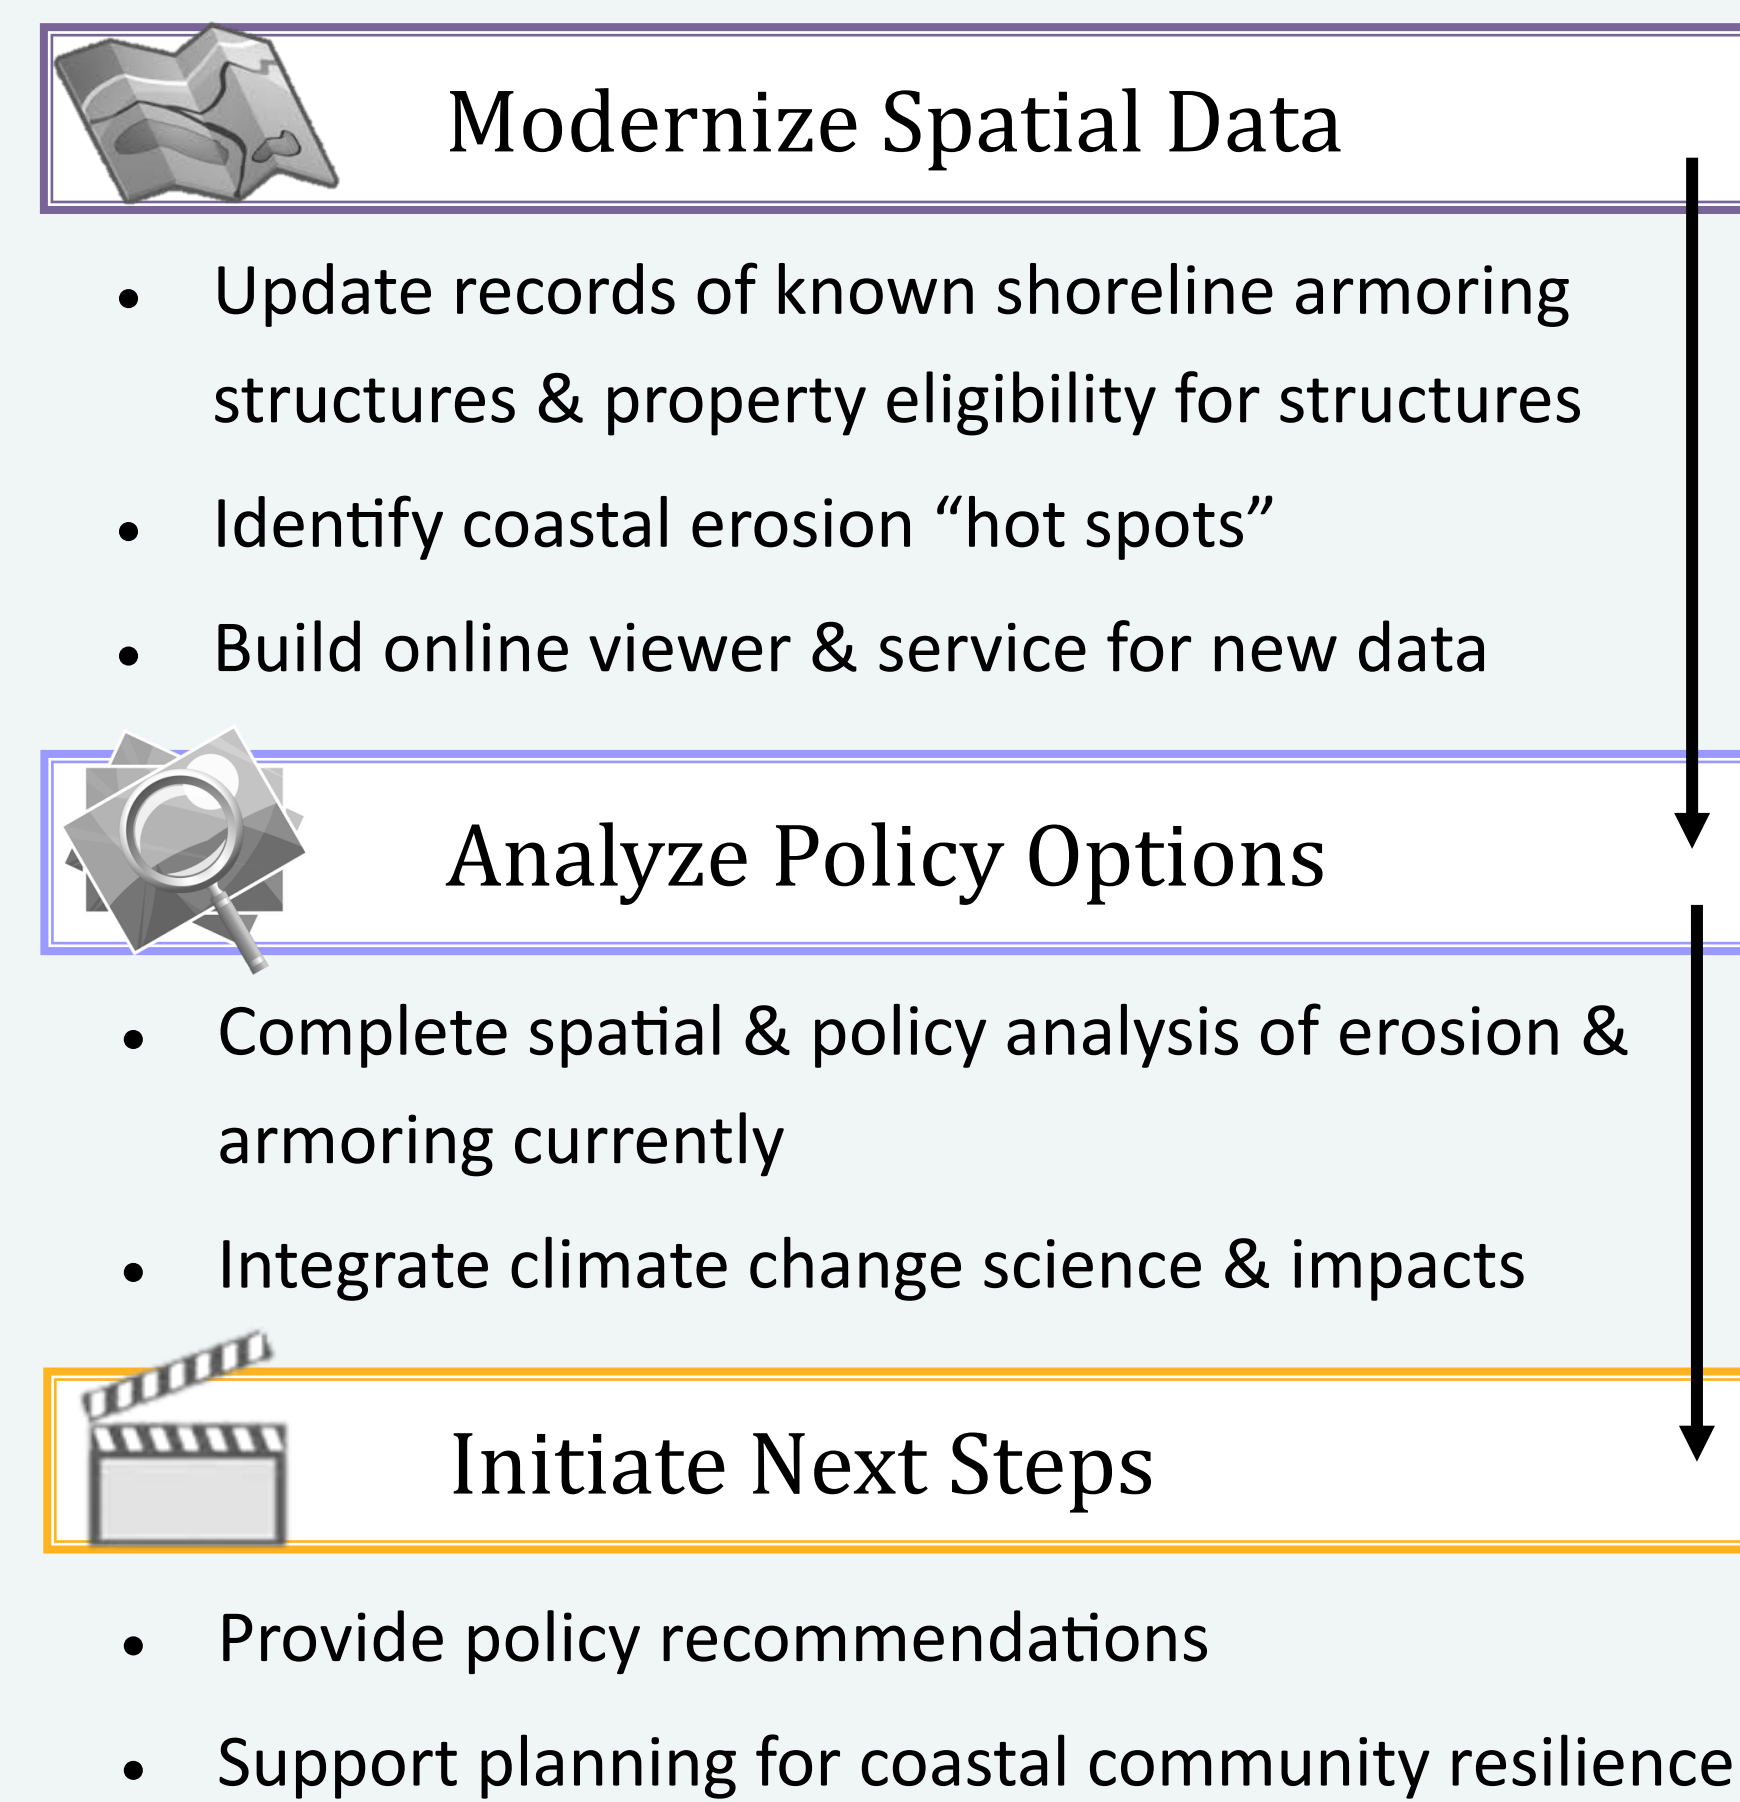 Modernize Spatial Data
• Update records of known shoreline armoring
structures & property eligibility for structures
• Identify coastal erosion “hot spots”
• Build online viewer & service for new data
Analyze Policy Options
• Complete spatial & policy analysis of erosion &
armoring currently
• Integrate climate change science & impacts
Initiate Next Steps
• Provide policy recommendations
• Support planning for coastal community resilience